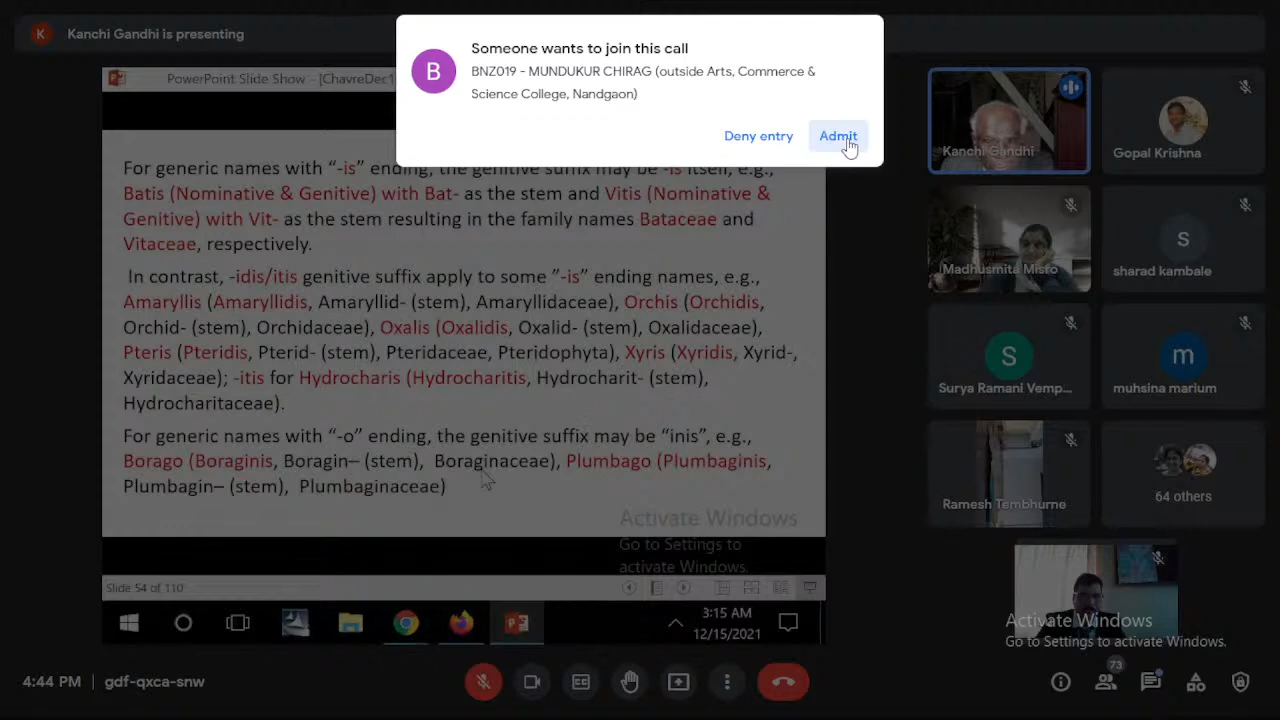 K Kanchi Gandhi is presenting
Someone wants to join this call
B
BNZ019 - MUNDUKUR CHIRAG (outside Arts, Commerce &
Science College, Nandgaon)
Deny entry Admit
PowerPoint Slide Show - [ChavreDec1
For generic names with “-is” ending, the genitive suffix may be -is itself, e.g.,
Batis (Nominative & Genitive) with Bat- as the stem and Vitis (Nominative &
Genitive) with Vit- as the stem resulting in the family names Bataceae and
Vitaceae, respectively.
In contrast, -idis/itis genitive suffix apply to some ”-is” ending names, e.g.,
Amaryllis (Amaryllidis, Amaryllid- (stem), Amaryllidaceae), Orchis (Orchidis,
Orchid- (stem), Orchidaceae), Oxalis (Oxalidis, Oxalid- (stem), Oxalidaceae),
Pteris (Pteridis, Pterid- (stem), Pteridaceae, Pteridophyta), Xyris (Xyridis, Xyrid-,
Xyridaceae); -itis for Hydrocharis (Hydrocharitis, Hydrocharit- (stem),
Hydrocharitaceae).
For generic names with “-o” ending, the genitive suffix may be “inis”, e.g.,
Borago (Boraginis, Boragin– (stem), Boraginaceae), Plumbago (Plumbaginis,
Plumbagin– (stem), Plumbaginaceae)
Activate Windows
Go to Settings to
activate Windows.
Slide 54 of 110
3:15 AM
12/15/2021
Kanchi Gandhi
Gopal Krishna
Madhusmita Misro
s
sharad kambale
S
Surya Ramani Vemp...
m
muhsina marium
Ramesh Tembhurne
64 others
Activate Windows
Go to Settings to activate Windows.
4:44 PM | gdf-qxca-snw
73